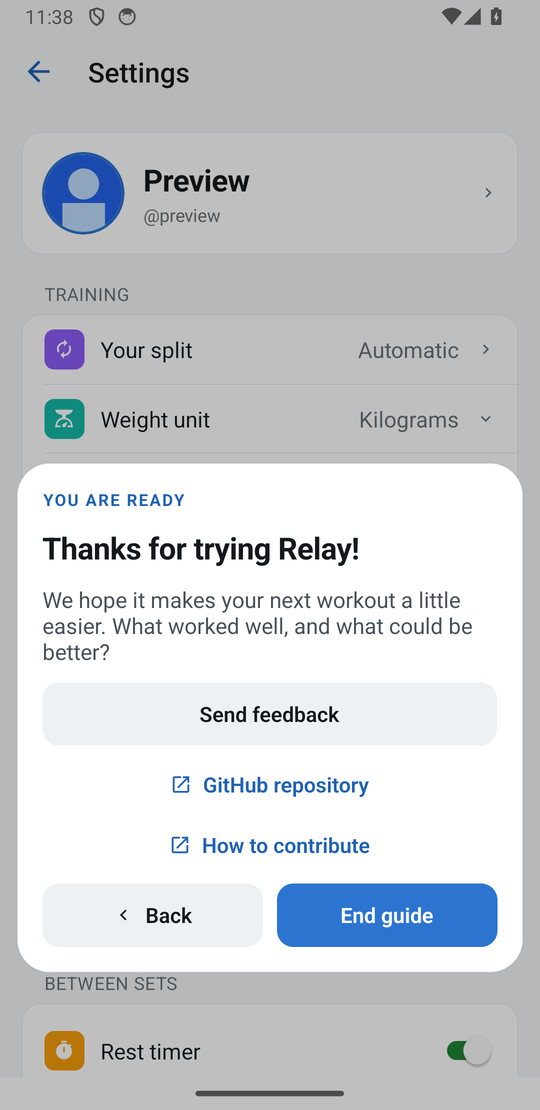 11:38
Settings
Preview
@preview
TRAINING
Your split Automatic
Weight unit Kilograms
YOU ARE READY
Thanks for trying Relay!
We hope it makes your next workout a little
easier. What worked well, and what could be
better?
Send feedback
GitHub repository
How to contribute
Back End guide
BETWEEN SETS
Rest timer